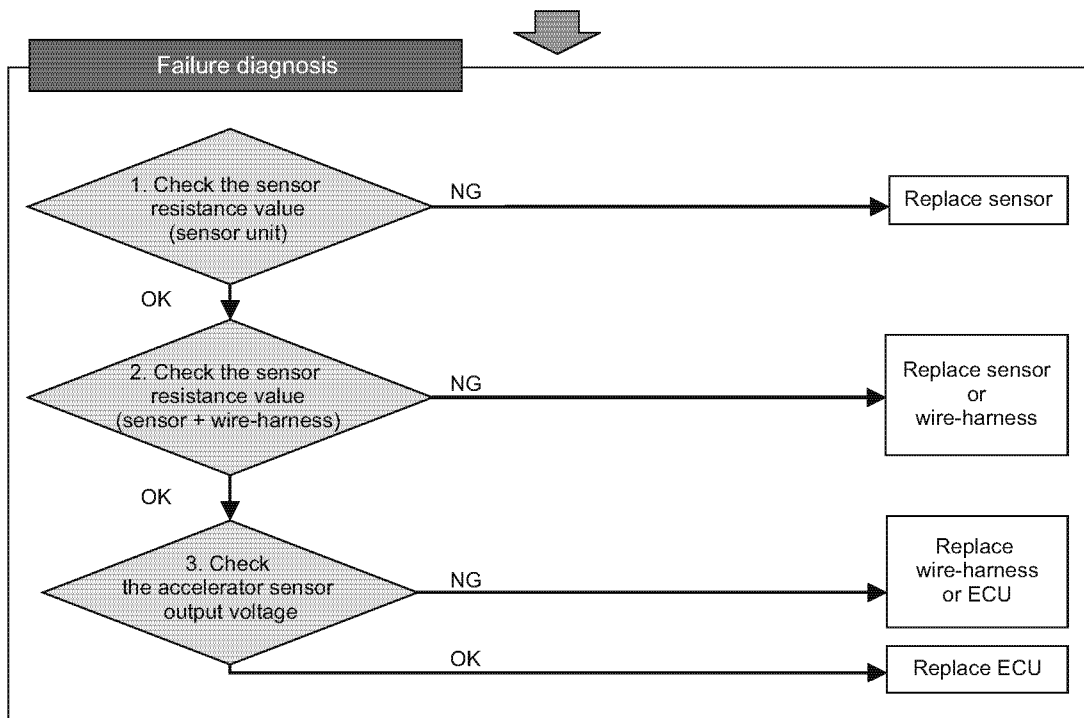 Failure diagnosis
1. Check the sensor
resistance value
(sensor unit)
NG
Replace sensor
OK
2. Check the sensor
resistance value
(sensor + wire-harness)
NG
Replace sensor
or
wire-harness
OK
3. Check
the accelerator sensor
output voltage
NG
Replace
wire-harness
or ECU
OK
Replace ECU